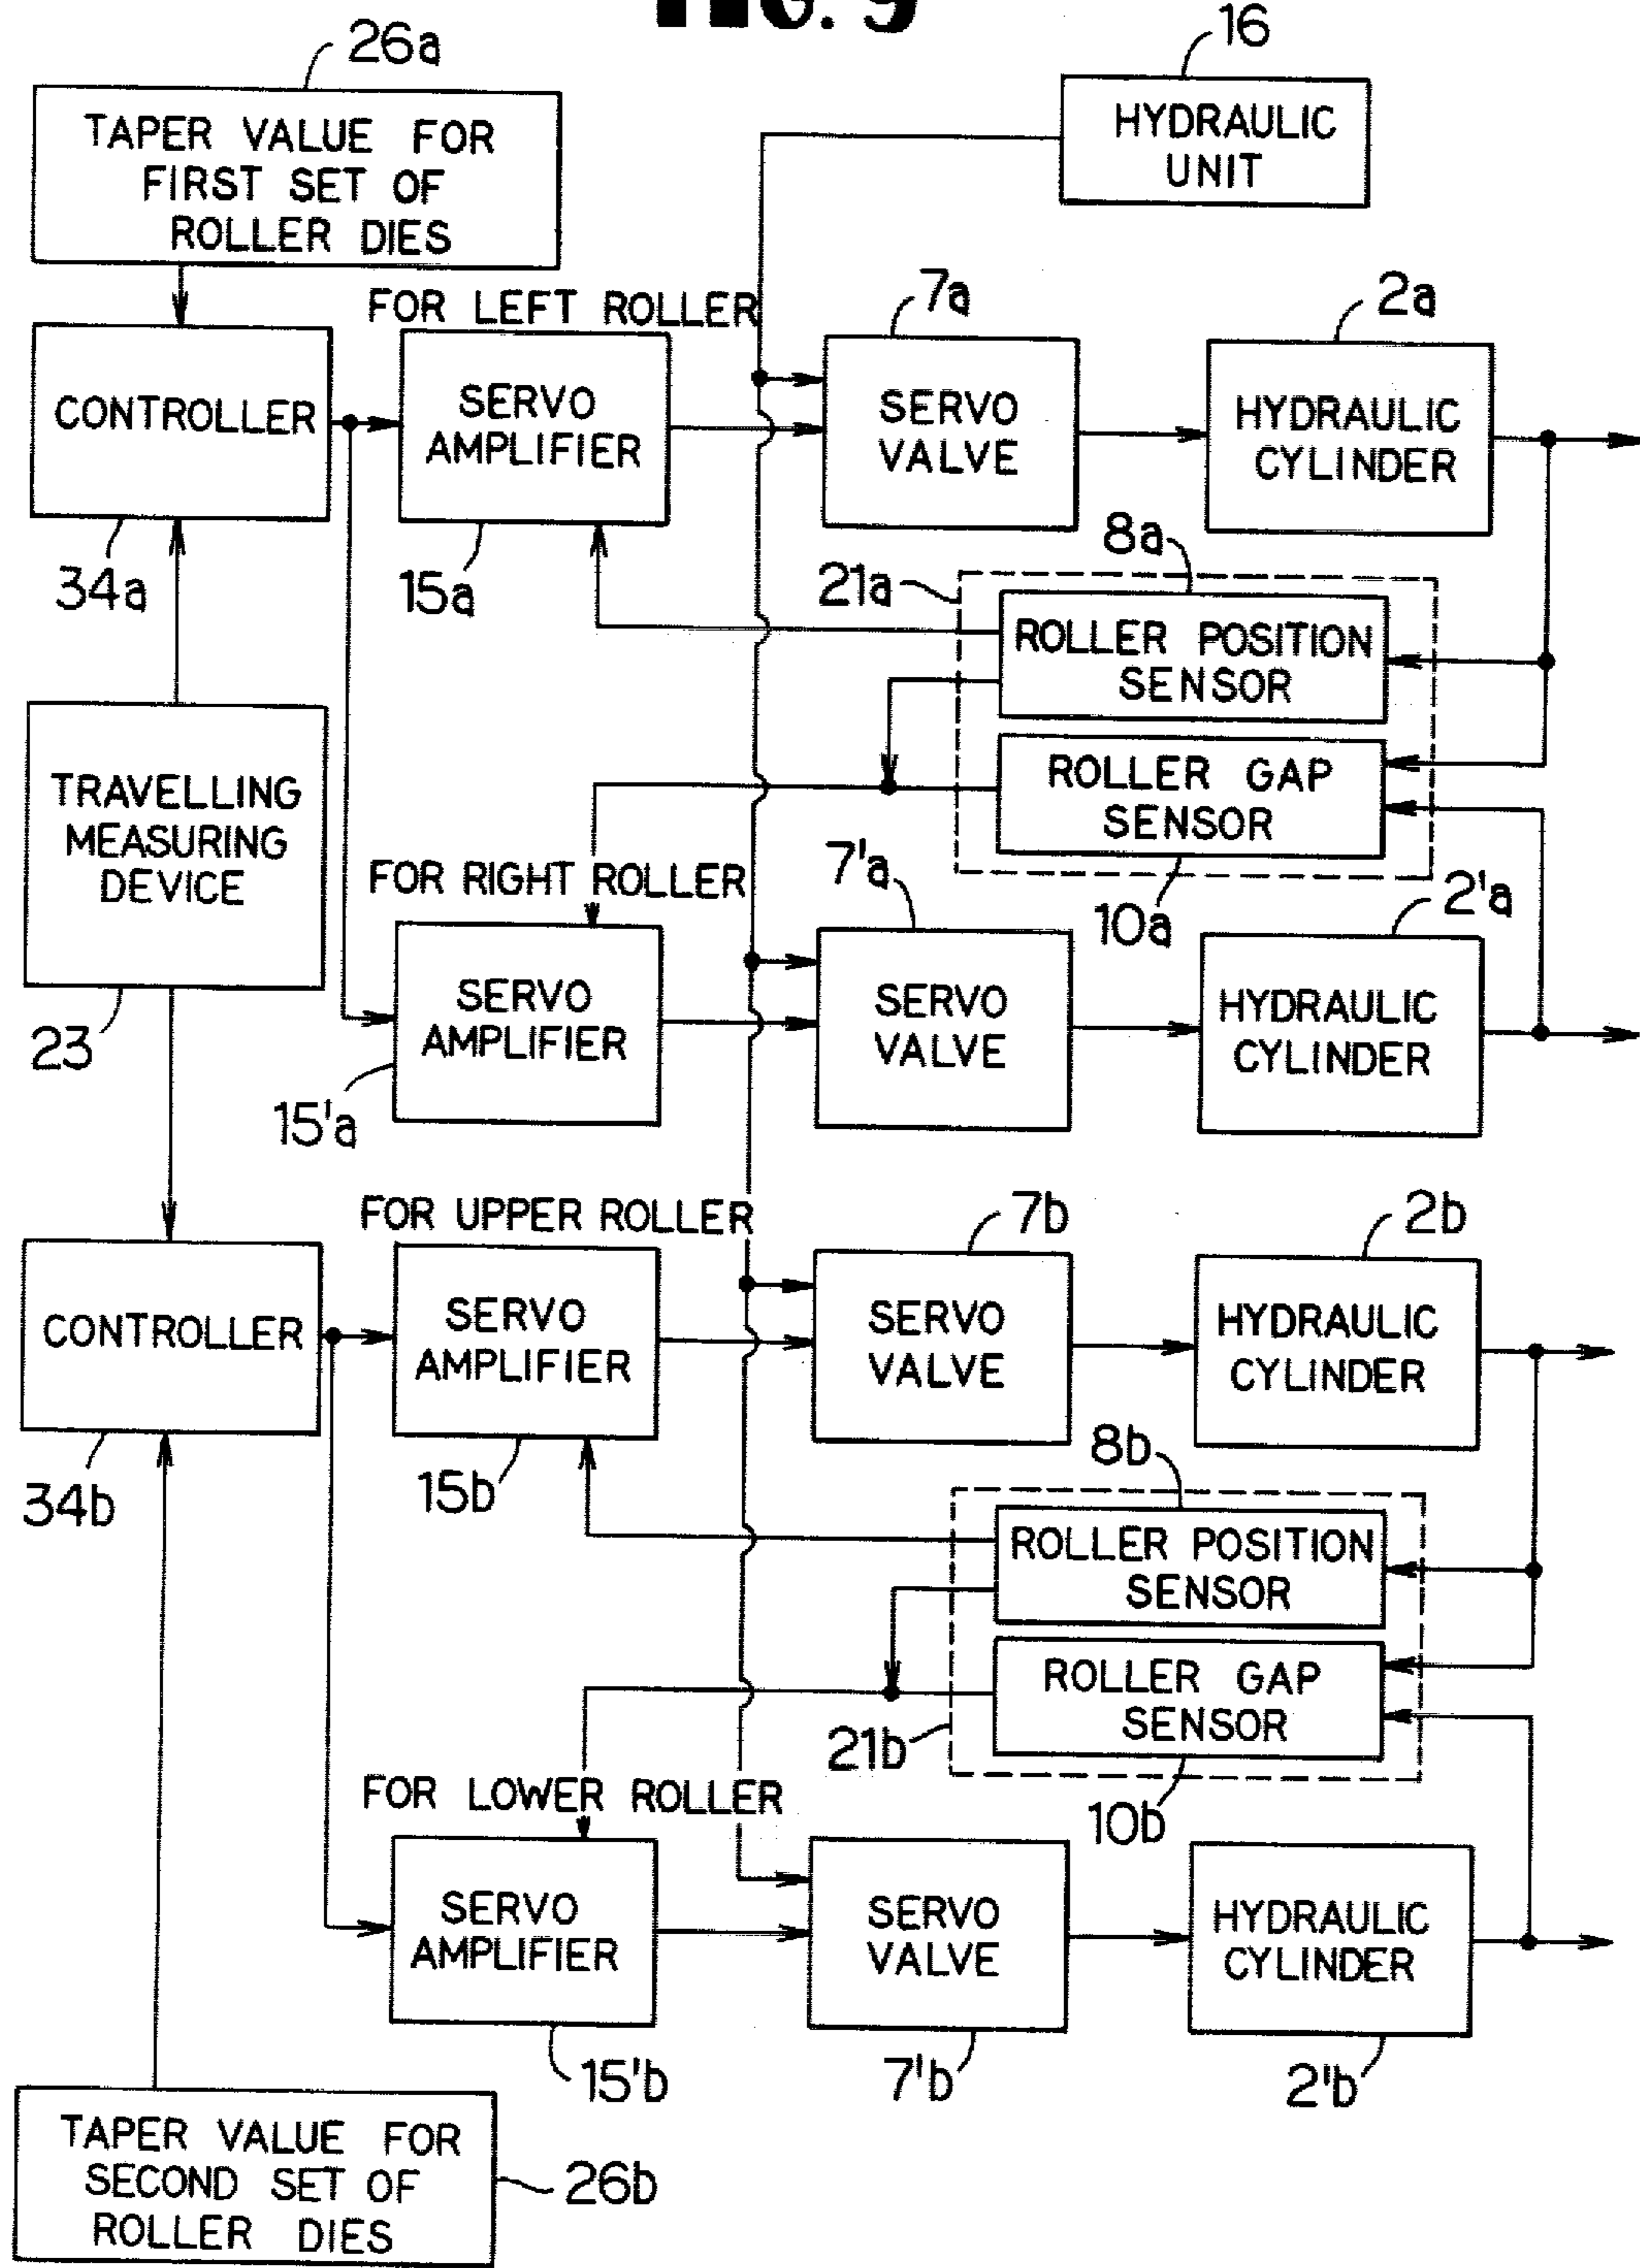 FIG. 9
26a
16
TAPER VALUE FOR
FIRST SET OF
ROLLER DIES
HYDRAULIC
UNIT
FOR LEFT ROLLER
7a
2a
CONTROLLER
SERVO
AMPLIFIER
SERVO
VALVE
HYDRAULIC
CYLINDER
34a
15a
8a
21a
ROLLER POSITION
SENSOR
TRAVELLING
MEASURING
DEVICE
ROLLER GAP
SENSOR
FOR RIGHT ROLLER
7'a
10a
2'a
23
SERVO
AMPLIFIER
SERVO
VALVE
HYDRAULIC
CYLINDER
15'a
FOR UPPER ROLLER
7b
2b
CONTROLLER
SERVO
AMPLIFIER
SERVO
VALVE
HYDRAULIC
CYLINDER
34b
15b
8b
ROLLER POSITION
SENSOR
ROLLER GAP
SENSOR
21b
FOR LOWER ROLLER
10b
SERVO
AMPLIFIER
SERVO
VALVE
HYDRAULIC
CYLINDER
15'b
7'b
2'b
TAPER VALUE FOR
SECOND SET OF
ROLLER DIES
26b